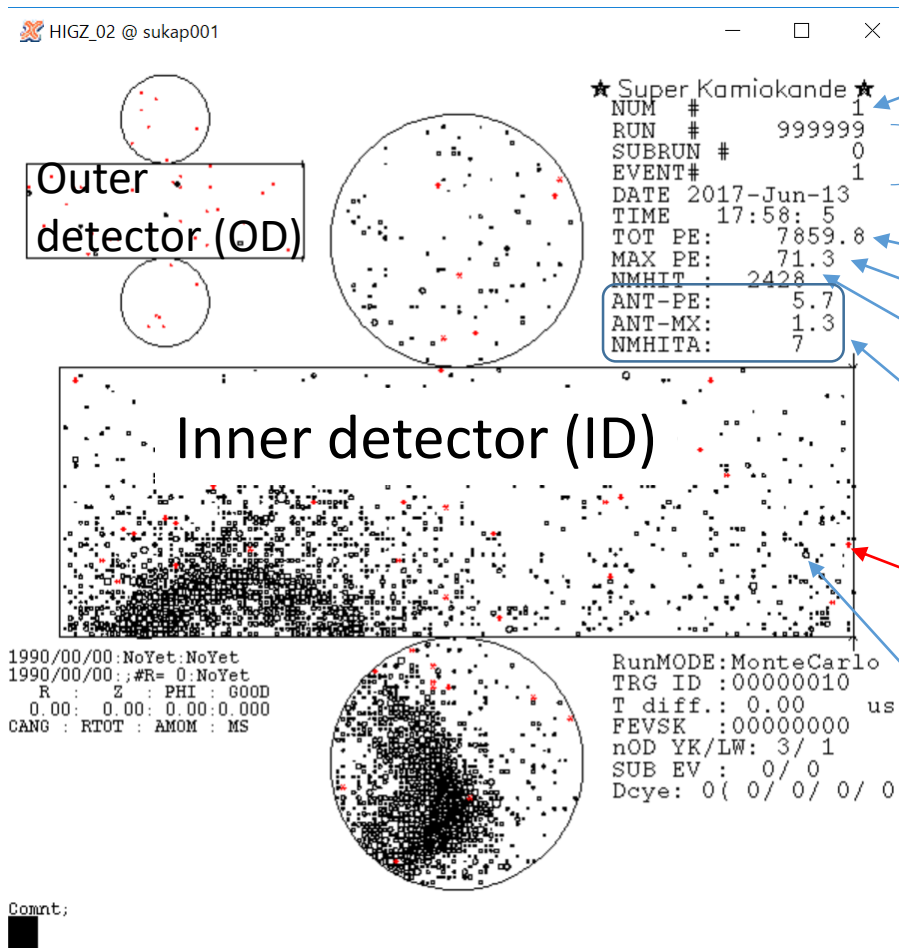 HIGZ_02 @ sukap001
★ Super Kamiokande ★
NUM # 1
RUN # 999999
SUBRUN # 0
EVENT# 1
DATE 2017-Jun-13
TIME 17:58: 5
TOT PE: 7859.8
MAX PE: 71.3
NMHIT : 2428
ANT-PE: 5.7
ANT-MX: 1.3
NMHITA: 7
Outer
detector (OD)
Inner detector (ID)
1990/00/00:NoYet:NoYet
1990/00/00:;#R= 0:NoYet
R : Z : PHI : GOOD
0.00: 0.00: 0.00:0.000
CANG : RTOT : AMOM : MS
RunMODE:MonteCarlo
TRG ID :00000010
T diff.: 0.00 us
FEVSK :00000000
nOD YK/LW: 3/ 1
SUB EV : 0/ 0
Dcye: 0( 0/ 0/ 0/ 0
Comnt;